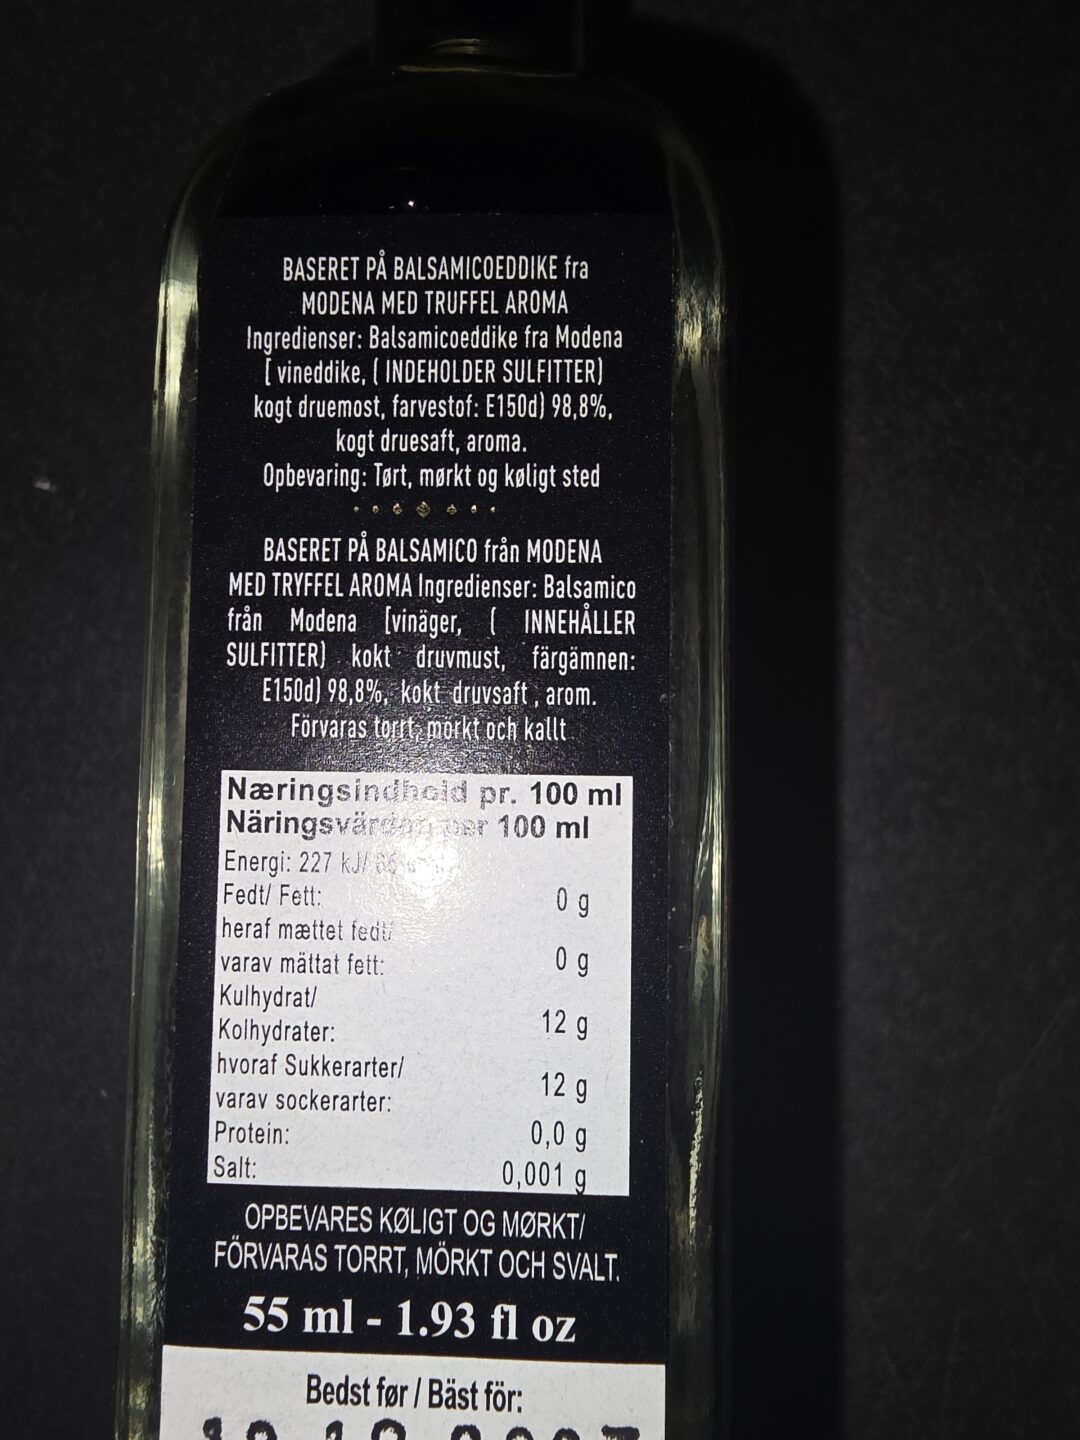 BASERET PÅ BALSAMICOEDDIKE fra
MODENA MED TRUFFEL AROMA
Ingredienser: Balsamicoeddike fra Modena
[ vineddike, ( INDEHOLDER SULFITTER)
kogt druemost, farvestof: E150d) 98,8%,
kogt druesaft, aroma.
Opbevaring: Tørt, mørkt og køligt sted
BASERET PÅ BALSAMICO från MODENA
MED TRYFFEL AROMA Ingredienser: Balsamico
från Modena [vinäger, ( INNEHÅLLER
SULFITTER) kokt druvmust, färgämnen:
E150d) 98,8%, kokt druvsaft , arom.
Förvaras torrt, mörkt och kallt
Næringsindhold pr. 100 ml
Näringsvärden per 100 ml
Energi: 227 kJ/
Fedt/ Fett: 0 g
heraf mættet fedt/
varav mättat fett: 0 g
Kulhydrat/
Kolhydrater: 12 g
hvoraf Sukkerarter/
varav sockerarter: 12 g
Protein: 0,0 g
Salt: 0,001 g
OPBEVARES KØLIGT OG MØRKT/
FÖRVARAS TORRT, MÖRKT OCH SVALT.
55 ml - 1.93 fl oz
Bedst før / Bäst för: